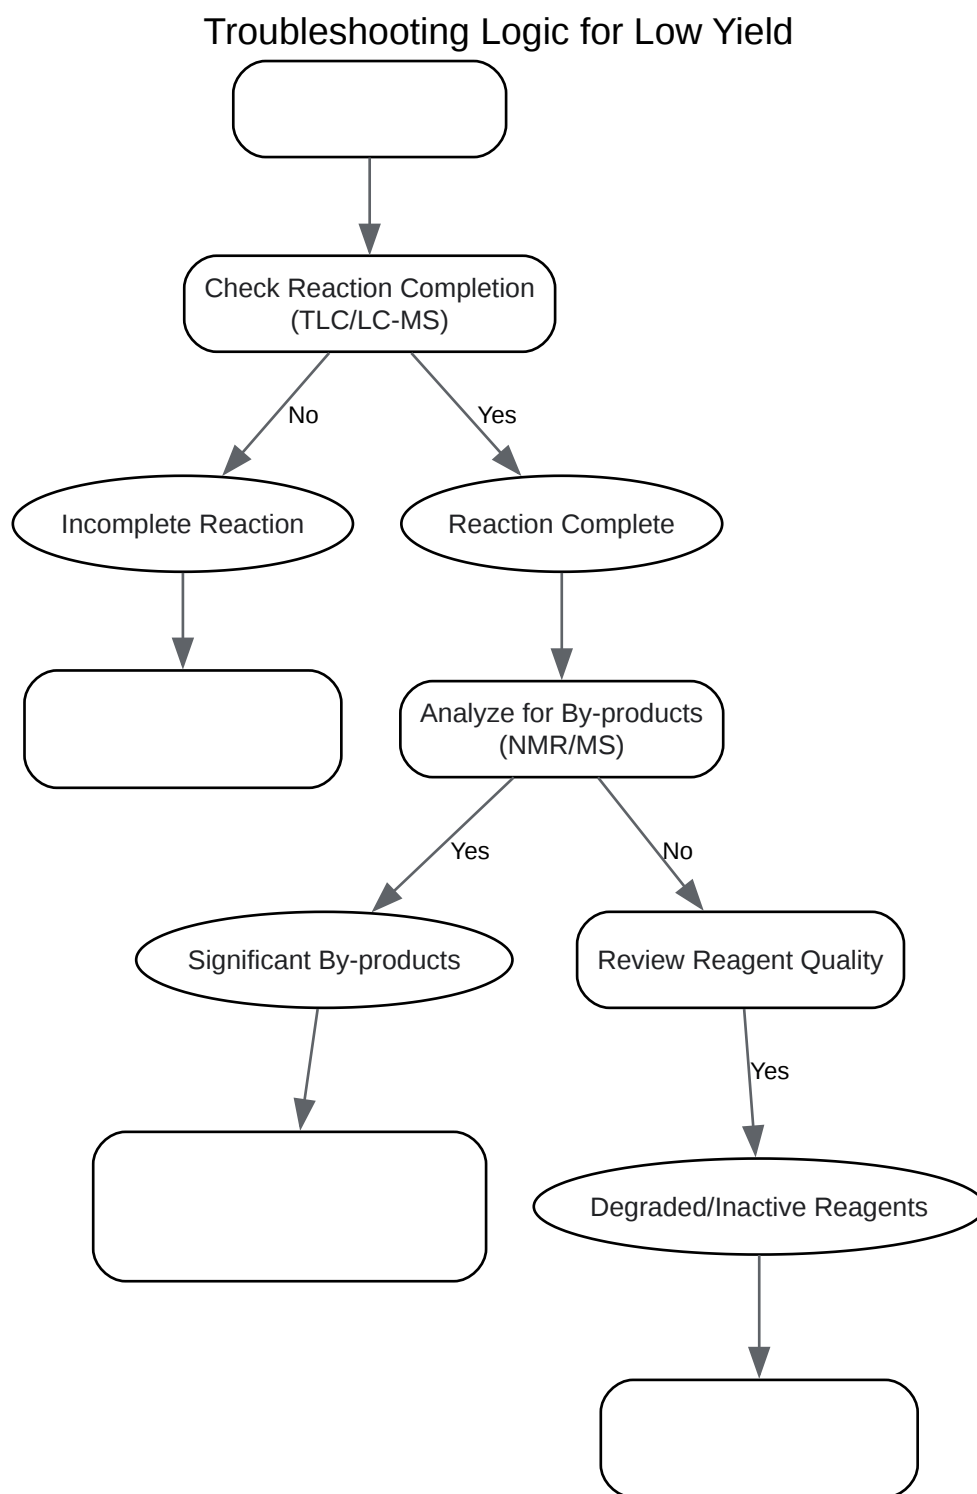 Troubleshooting Logic for Low Yield
Check Reaction Completion
(TLC/LC-MS)
No
Yes
Incomplete Reaction
Reaction Complete
Analyze for By-products
(NMR/MS)
Yes
No
Significant By-products
Review Reagent Quality
Yes
Degraded/Inactive Reagents